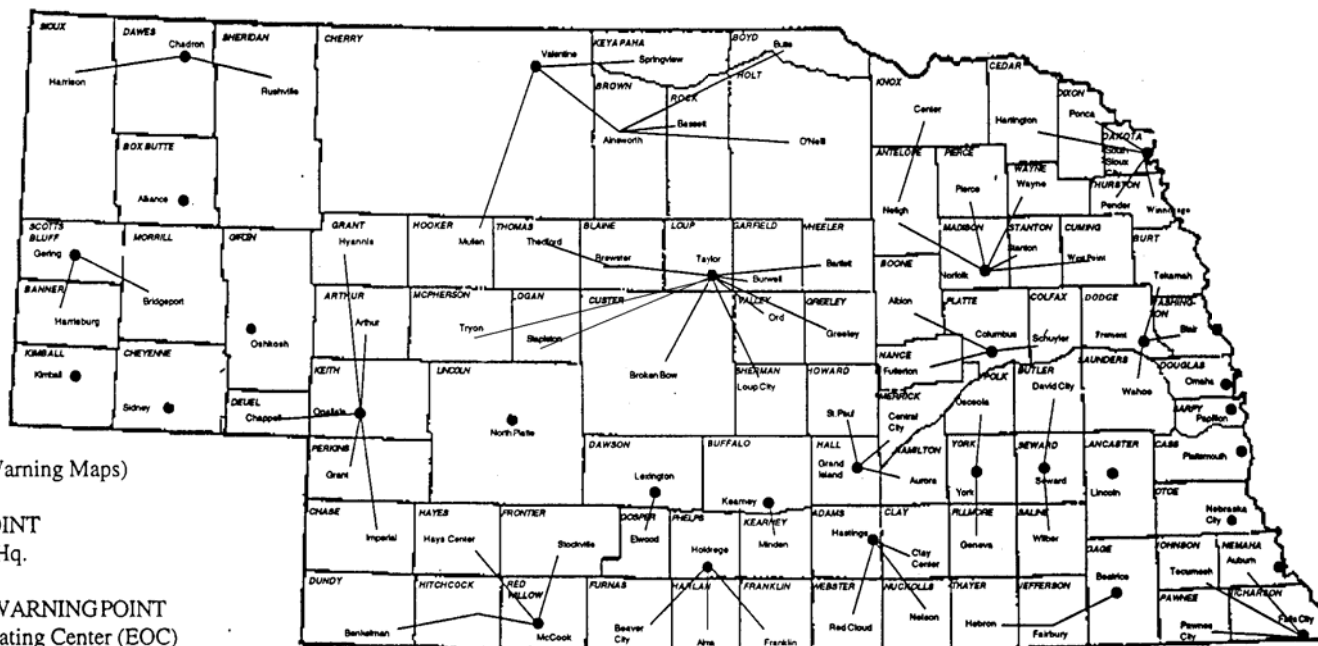 SIOUX
DAWES
SHERIDAN
CHERRY
KEYAPAHA
BOYD
Chadron
Harrison
Rushville
Valentine
Springview
Butte
HOLT
KNOX
CEDAR
DIXON
BROWN
ROCK
Bassett
Ainsworth
O'Neill
Center
Hartington
Ponca
DAKOTA
South
Sioux
City
BOX BUTTE
Alliance
ANTELOPE
PIERCE
WAYNE
Pierce
Wayne
THURSTON
Pender
Winnebago
Neligh
SCOTTS
BLUFF
Gering
MORRILL
GRANT
Hyannis
HOOKER
Mullen
THOMAS
Thedford
BLAINE
Brewster
LOUP
Taylor
GARFIELD
Burwell
WHEELER
Bartlett
MADISON
Norfolk
STANTON
Stanton
CUMING
West Point
BURT
Tekamah
BANNER
Harrisburg
Bridgeport
Oshkosh
ARTHUR
Arthur
MCPHERSON
Tryon
LOGAN
Stapleton
CUSTER
Broken Bow
VALLEY
Ord
GREELEY
Greeley
BOONE
Albion
PLATTE
Columbus
COLFAX
Schuyler
DODGE
Fremont
WASHING-
TON
Blair
KIMBALL
Kimball
CHEYENNE
Sidney
DEUEL
Chappell
KEITH
Ogallala
LINCOLN
North Platte
SHERMAN
Loup City
HOWARD
St. Paul
NANCE
Fullerton
MERRICK
Central
City
POLK
Osceola
BUTLER
David City
SAUNDERS
Wahoo
DOUGLAS
Omaha
SARPY
Papillion
PERKINS
Grant
DAWSON
Lexington
BUFFALO
Kearney
HALL
Grand
Island
HAMILTON
Aurora
YORK
York
SEWARD
Seward
LANCASTER
Lincoln
CASS
Plattsmouth
OTOE
Nebraska
City
Warning Maps)
OINT
Hq.
WARNINGPOINT
ating Center (EOC)
CHASE
Imperial
HAYES
Hays Center
FRONTIER
Stockville
GOSPER
Elwood
PHELPS
Holdrege
KEARNEY
Minden
ADAMS
Hastings
CLAY
Clay
Center
FILLMORE
Geneva
SALINE
Wilber
GAGE
Beatrice
JOHNSON
Tecumseh
NEMAHA
Auburn
DUNDY
Benkelman
HITCHCOCK
RED
WILLOW
McCook
FURNAS
Beaver
City
HARLAN
Alma
FRANKLIN
Franklin
WEBSTER
Red Cloud
NUCKOLLS
Nelson
THAYER
Hebron
JEFFERSON
Fairbury
PAWNEE
Pawnee
City
Falls City